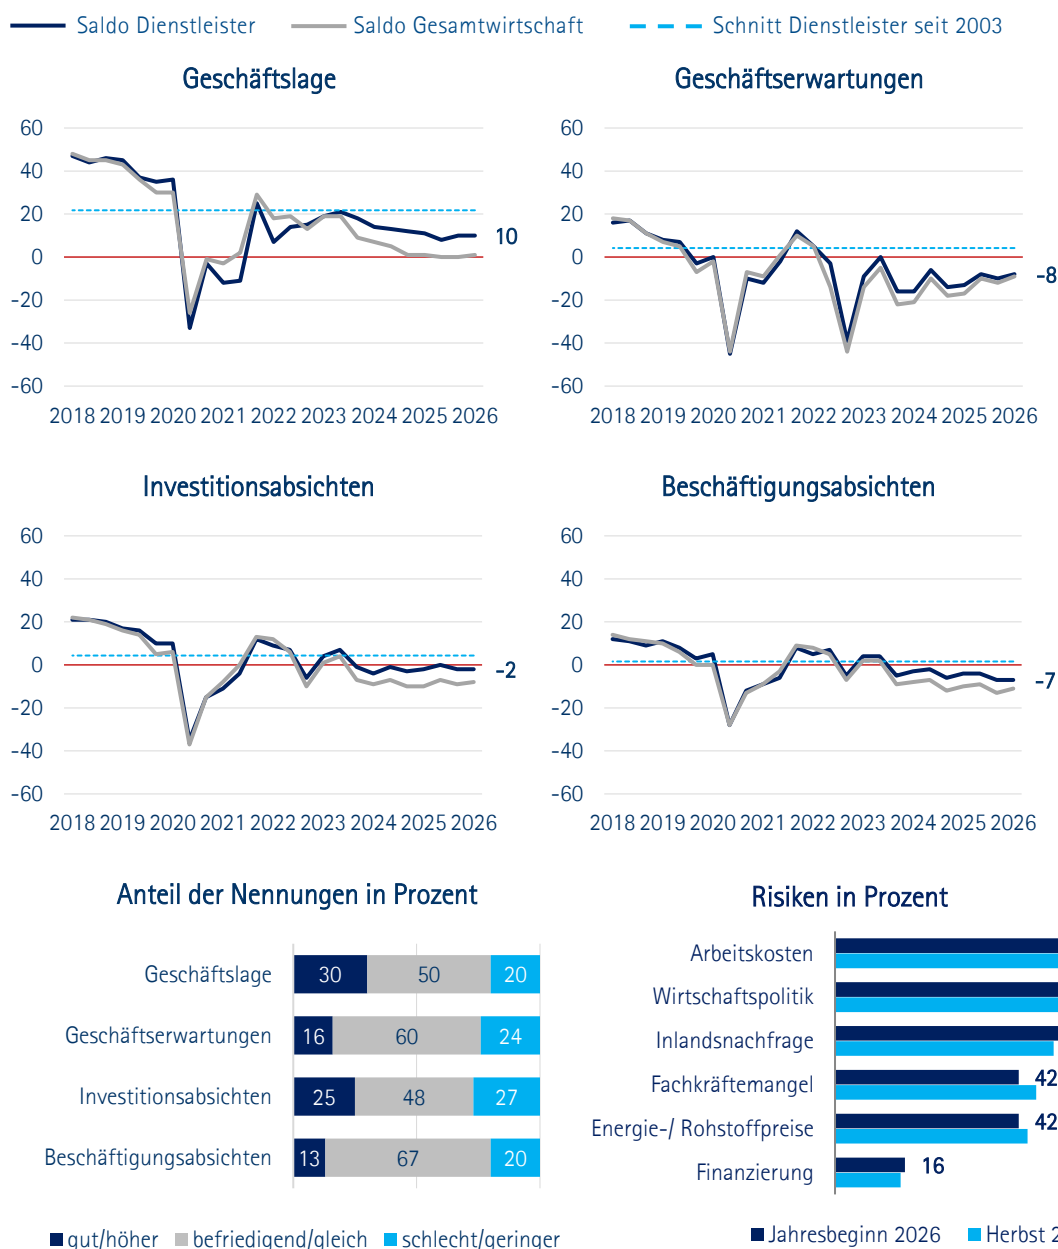 Saldo Dienstleister Saldo Gesamtwirtschaft Schnitt Dienstleister seit 2003
Geschäftslage
60
40
20
0
-20
-40
-60
10
2018 2019 2020 2021 2022 2023 2024 2025 2026
Geschäftserwartungen
60
40
20
0
-20
-40
-60
-8
2018 2019 2020 2021 2022 2023 2024 2025 2026
Investitionsabsichten
60
40
20
0
-20
-40
-60
-2
2018 2019 2020 2021 2022 2023 2024 2025 2026
Beschäftigungsabsichten
60
40
20
0
-20
-40
-60
-7
2018 2019 2020 2021 2022 2023 2024 2025 2026
Anteil der Nennungen in Prozent
Geschäftslage 30 50 20
Geschäftserwartungen 16 60 24
Investitionsabsichten 25 48 27
Beschäftigungsabsichten 13 67 20
gut/höher befriedigend/gleich schlecht/geringer
Risiken in Prozent
Arbeitskosten
Wirtschaftspolitik
Inlandsnachfrage
Fachkräftemangel 42
Energie-/ Rohstoffpreise 42
Finanzierung 16
Jahresbeginn 2026 Herbst 2